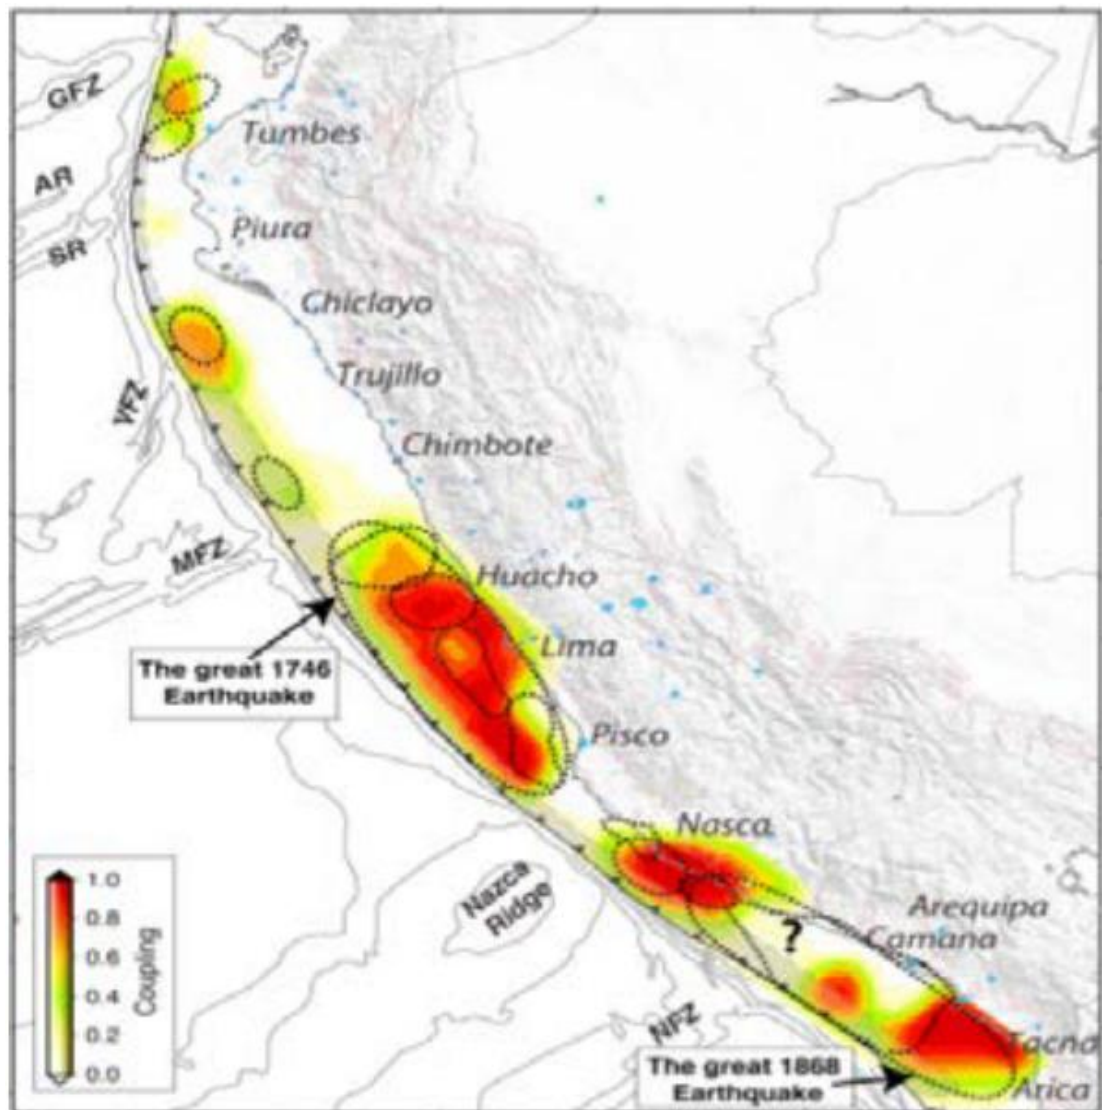 GFZ
Tumbes
AR
Piura
SR
Chiclayo
Trujillo
VFZ
Chimbote
MFZ
Huacho
Lima
The great 1746
Earthquake
Pisco
Nasca
Nazca
Ridge
1.0
0.8
0.6
0.4
0.2
0.0
Coupling
Arequipa
?
Camana
NFZ
Tacna
The great 1868
Earthquake
Arica